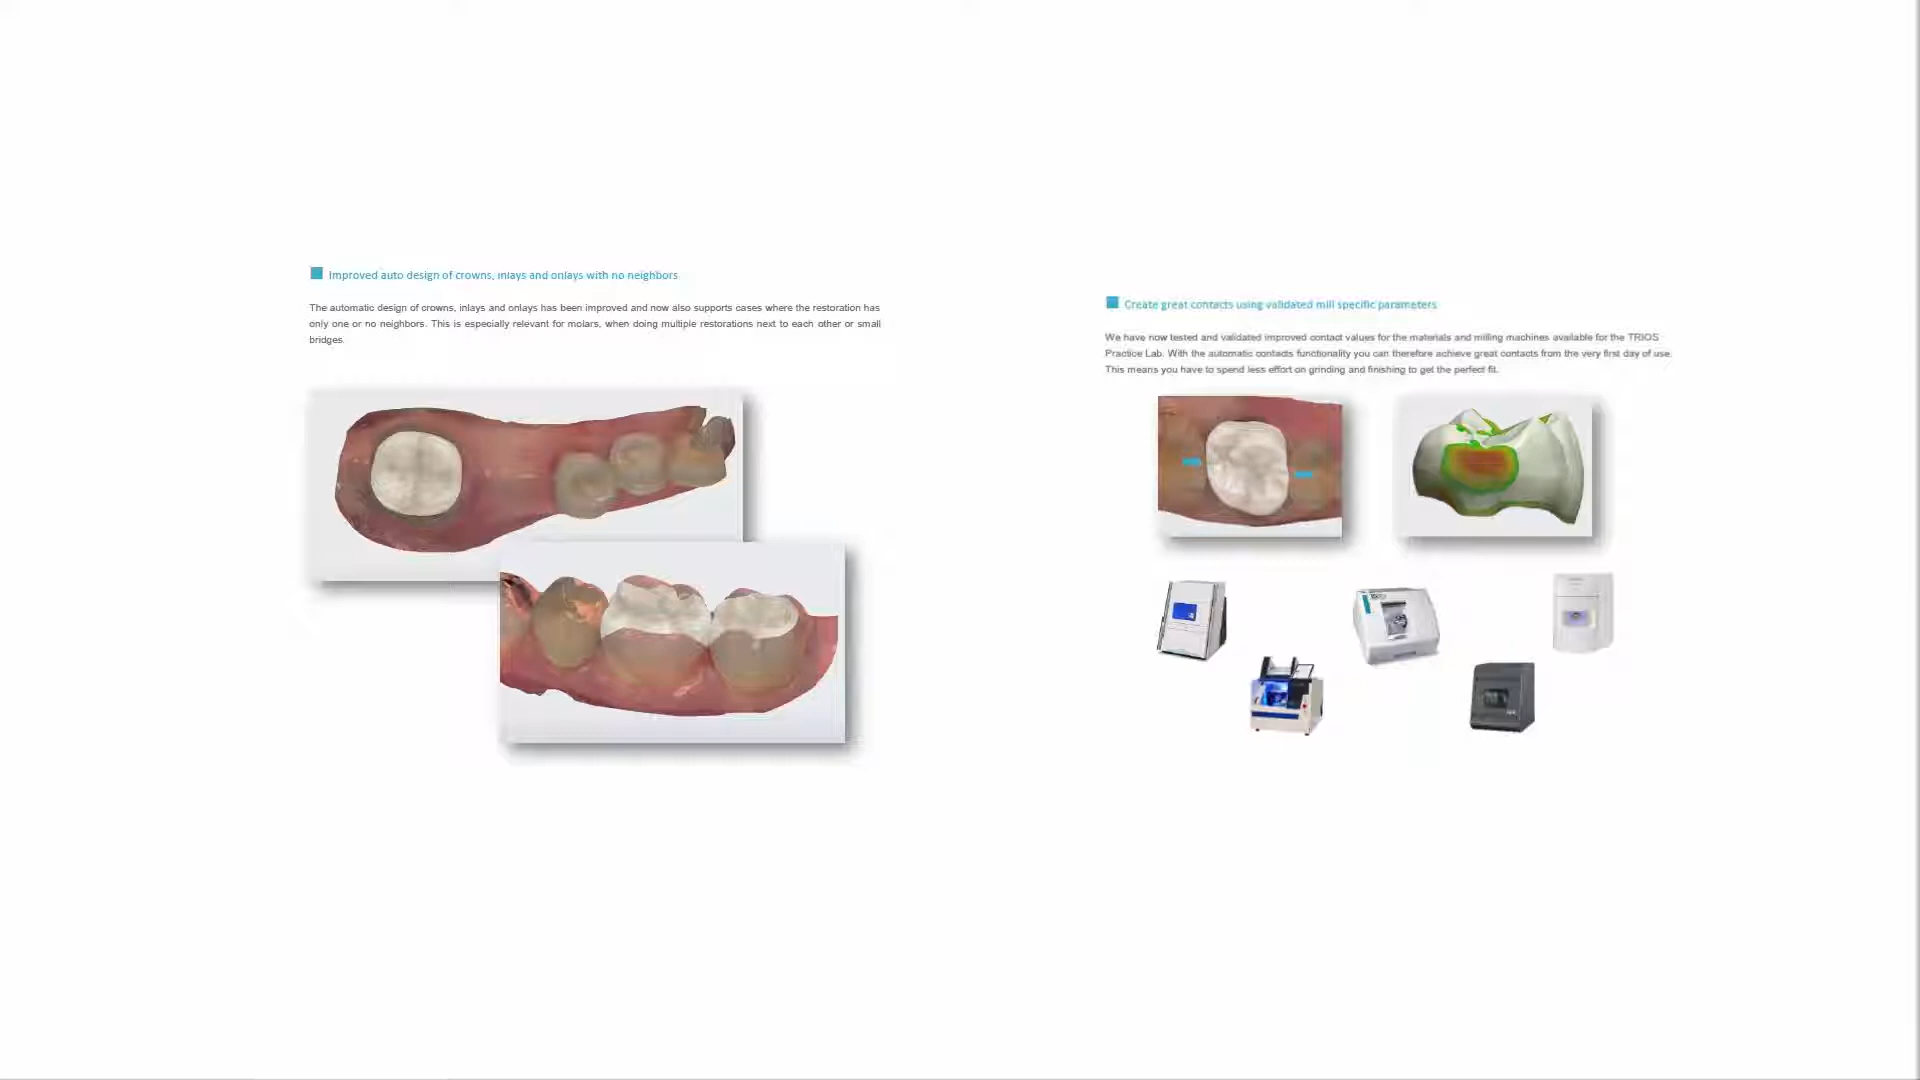 Improved auto design of crowns, inlays and onlays with no neighbors
The automatic design of crowns, inlays and onlays has been improved and now also supports cases where the restoration has
only one or no neighbors. This is especially relevant for molars, when doing multiple restorations next to each other or small
bridges.
Create great contacts using validated mill specific parameters
We have now tested and validated improved contact values for the materials and milling machines available for the TRIOS
Practice Lab. With the automatic contacts functionality you can therefore achieve great contacts from the very first day of use.
This means you have to spend less effort on grinding and finishing to get the perfect fit.